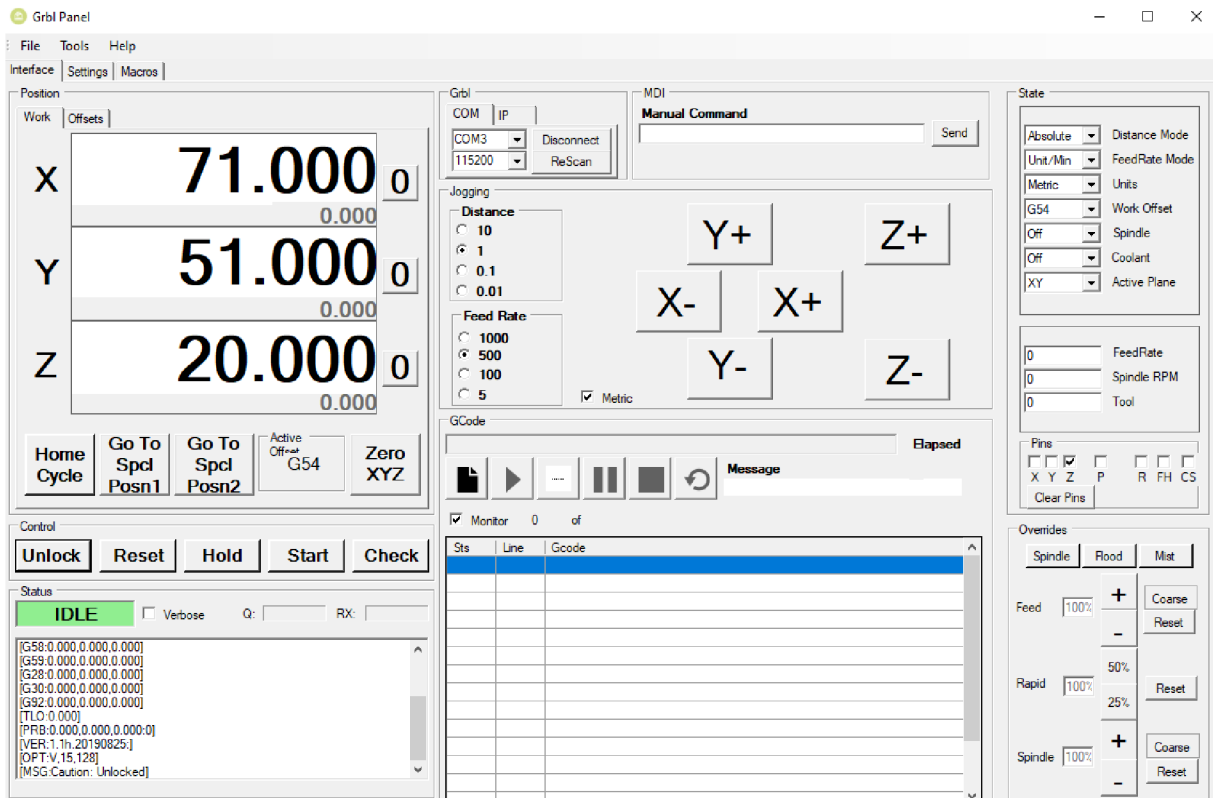 Grbl Panel
File Tools Help
Interface Settings Macros
Position
Work Offsets
X 71.000 0
0.000
Y 51.000 0
0.000
Z 20.000 0
0.000
Home Cycle
Go To Spcl Posn1
Go To Spcl Posn2
Active Offset
G54
Zero XYZ
Control
Unlock Reset Hold Start Check
Status
IDLE Verbose Q: RX:
[G58:0.000,0.000,0.000]
[G59:0.000,0.000,0.000]
[G28:0.000,0.000,0.000]
[G30:0.000,0.000,0.000]
[G92:0.000,0.000,0.000]
[TLO:0.000]
[PRB:0.000,0.000,0.000:0]
[VER:1.1h.20190825:]
[OPT:V,15,128]
[MSG:Caution: Unlocked]
Grbl
COM IP
COM3 Disconnect
115200 ReScan
MDI
Manual Command
Send
Jogging
Distance
10
1
0.1
0.01
Feed Rate
1000
500
100
5
Metric
Y+ Z+
X- X+
Y- Z-
GCode
Elapsed
Message
Monitor 0 of
Sts Line Gcode
State
Absolute Distance Mode
Unit/Min FeedRate Mode
Metric Units
G54 Work Offset
Off Spindle
Off Coolant
XY Active Plane
0 FeedRate
0 Spindle RPM
0 Tool
Pins
X Y Z P R FH CS
Clear Pins
Overrides
Spindle Flood Mist
Feed 100% + - Coarse Reset
Rapid 100% 50% 25% Reset
Spindle 100% + - Coarse Reset